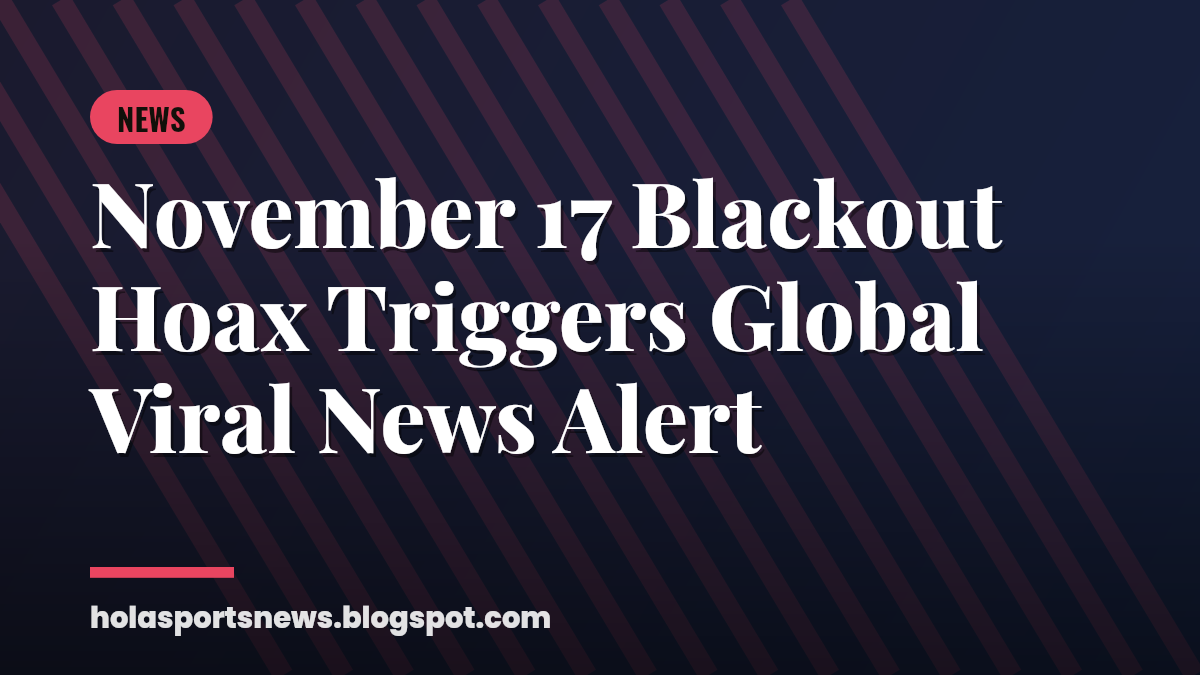 NEWS
November 17 Blackout
Hoax Triggers Global
Viral News Alert
holasportsnews.blogspot.com